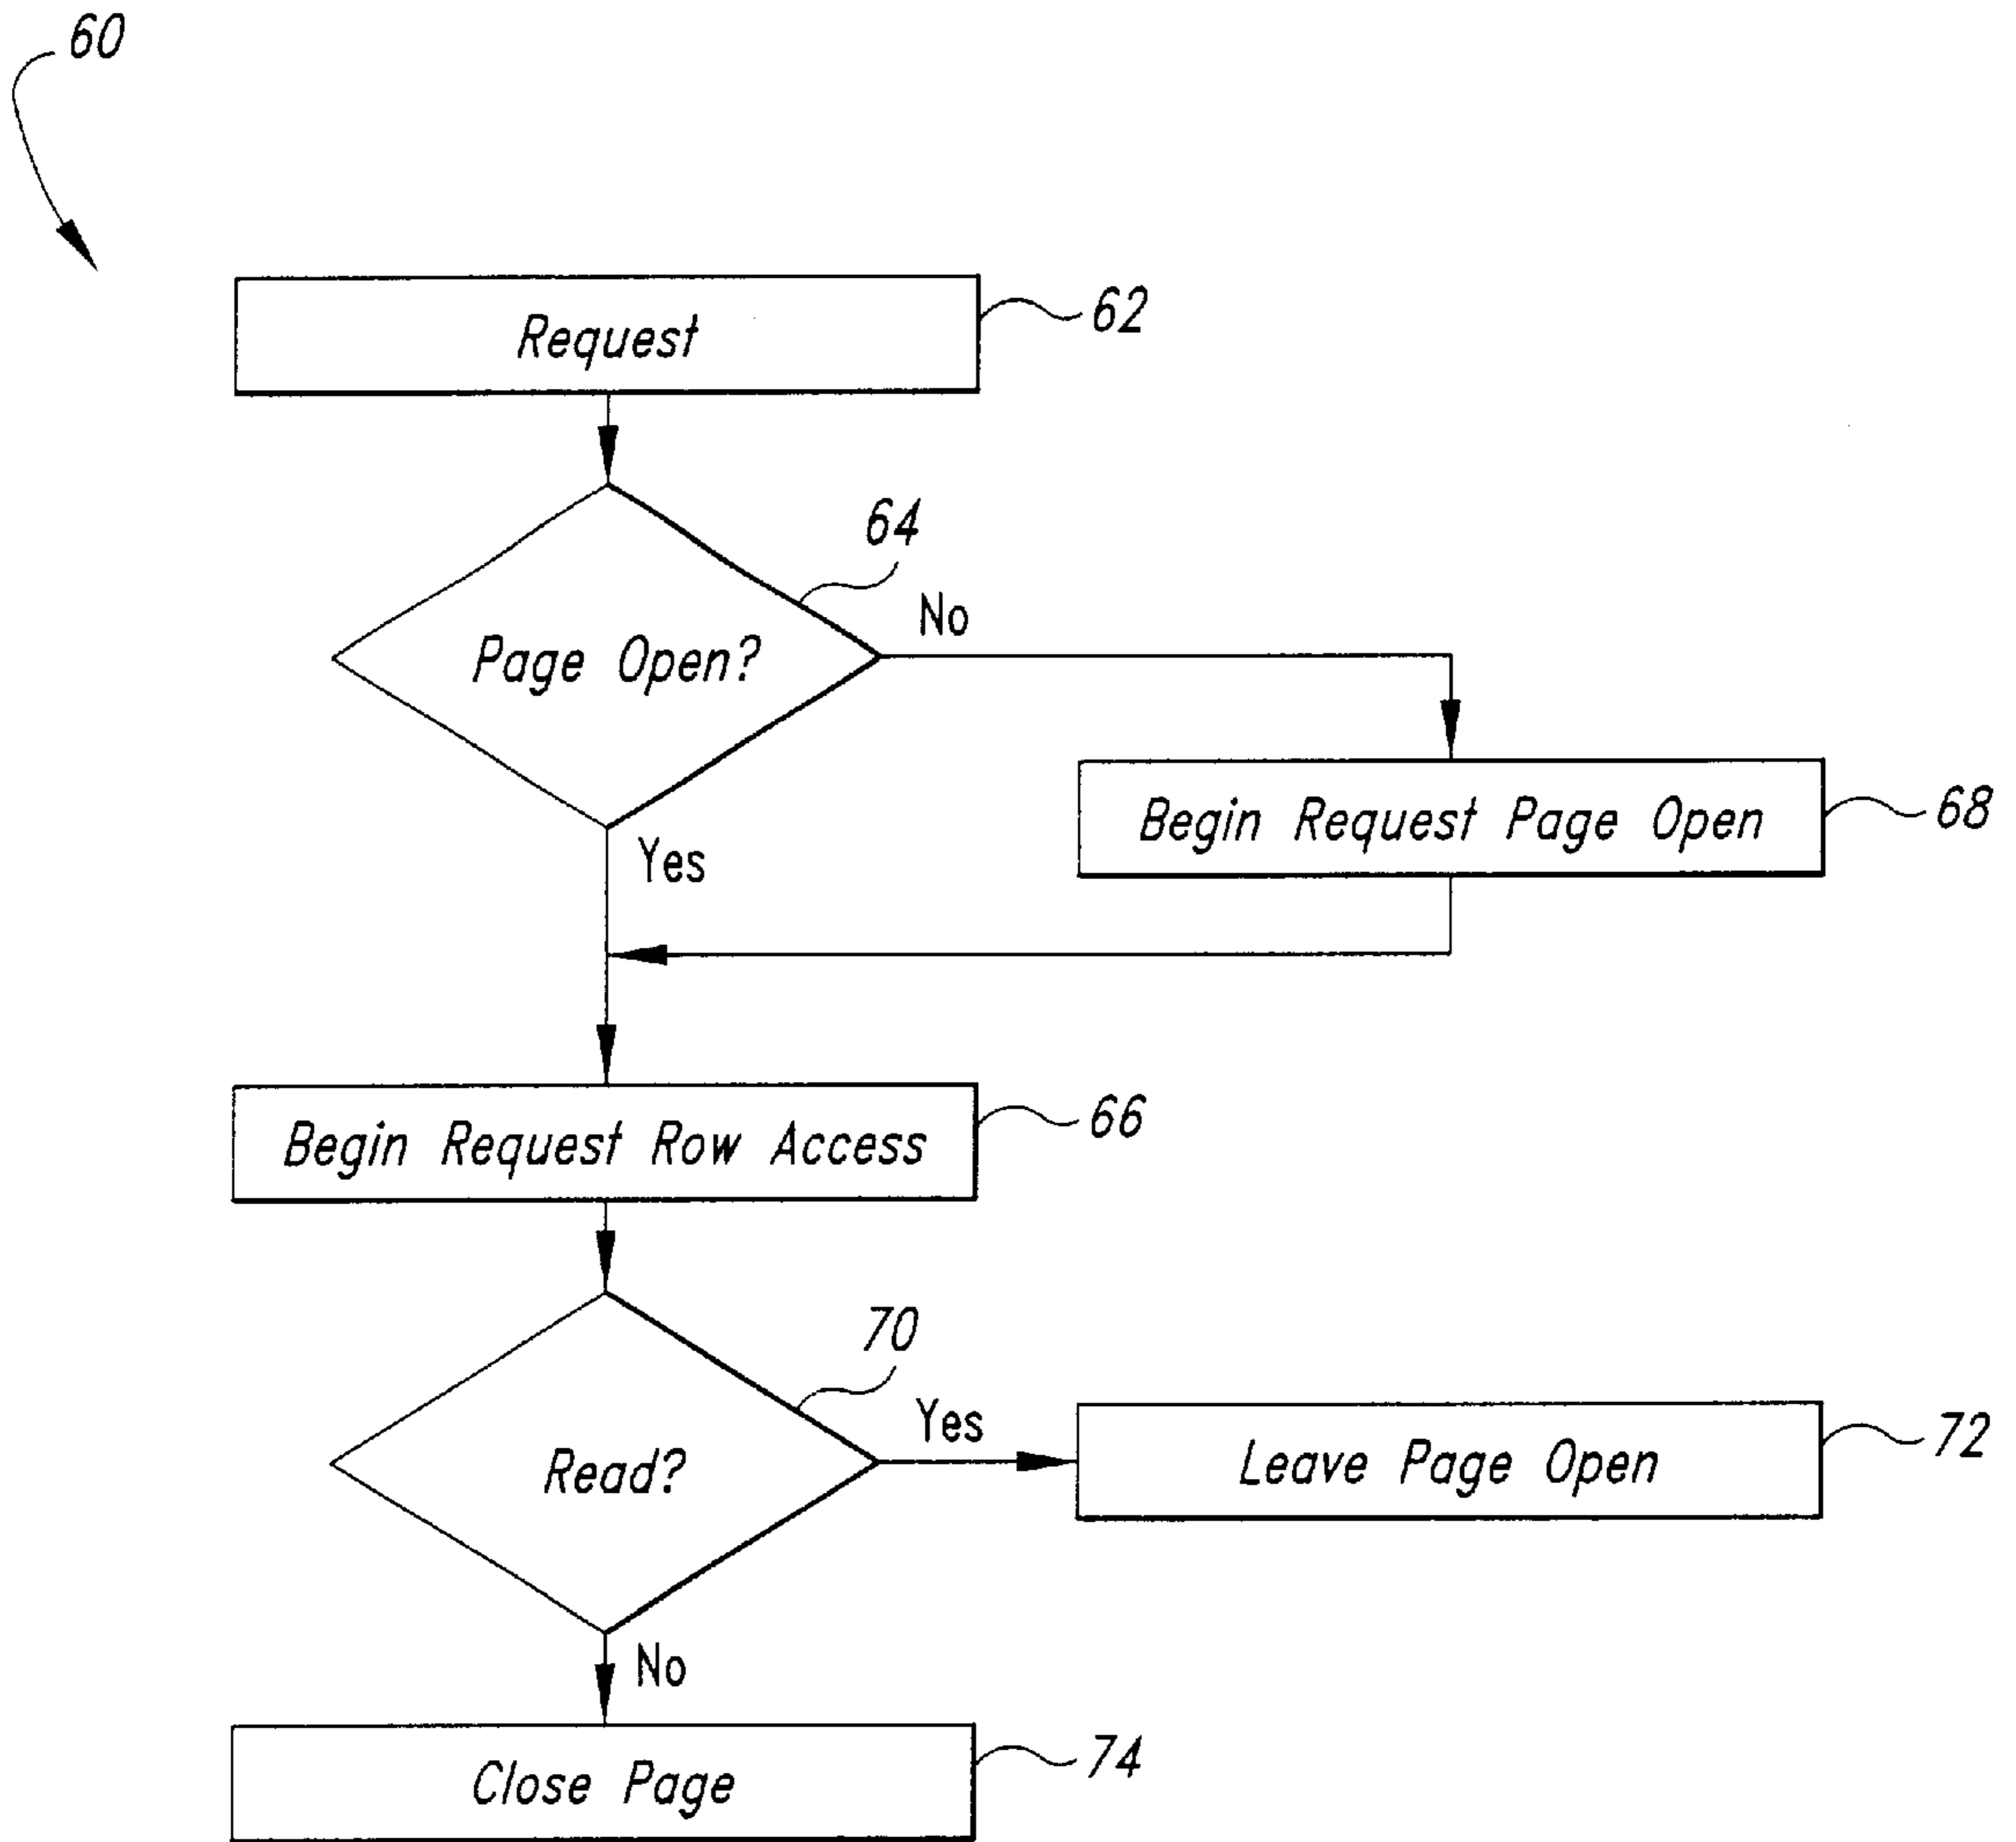 60
Request
62
64
Page Open?
No
Begin Request Page Open
68
Yes
Begin Request Row Access
66
70
Read?
Yes
Leave Page Open
72
No
Close Page
74